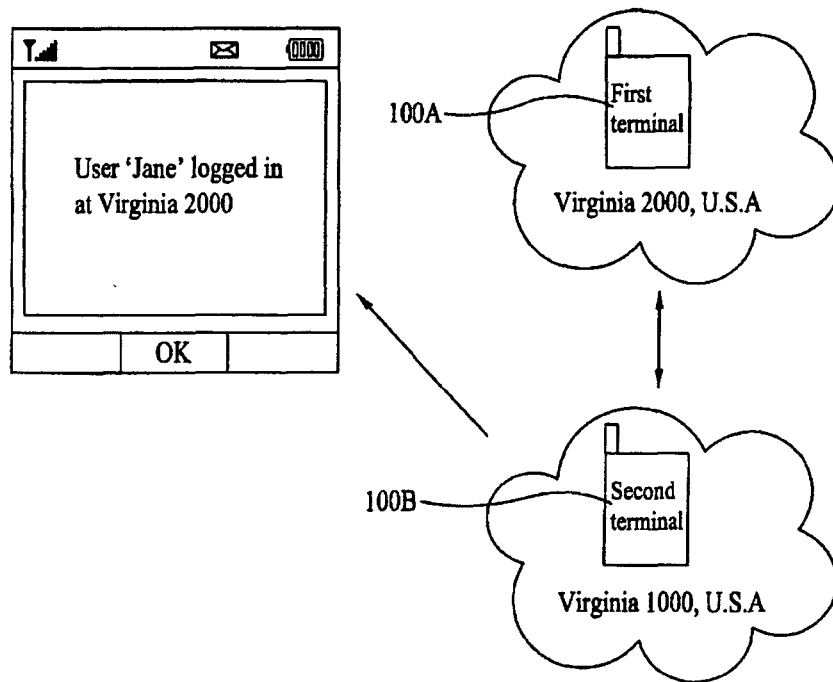 User ‘Jane’ logged in
at Virginia 2000
OK
100A
First
terminal
Virginia 2000, U.S.A
100B
Second
terminal
Virginia 1000, U.S.A